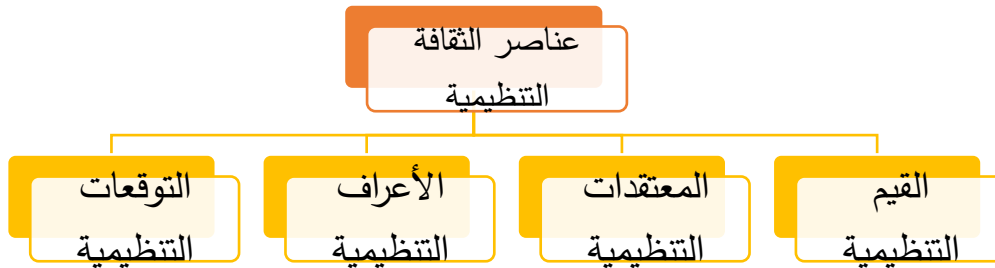 عناصر الثقافة
التنظيمية
القيم
التنظيمية
المعتقدات
التنظيمية
الأعراف
التنظيمية
التوقعات
التنظيمية